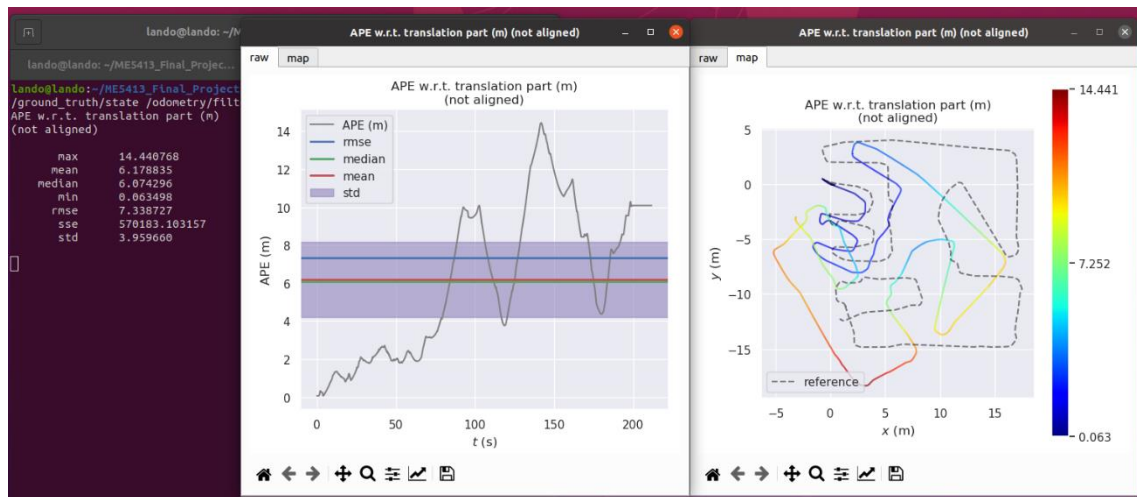 lando@lando: ~/M
lando@lando: ~/ME5413_Final_Projec...
lando@lando:~/ME5413_Final_Project
/ground_truth/state /odometry/filt
APE w.r.t. translation part (m)
(not aligned)
max 14.440768
mean 6.178835
median 6.074296
min 0.063498
rmse 7.338727
sse 570183.103157
std 3.959660
APE w.r.t. translation part (m) (not aligned)
raw map
APE w.r.t. translation part (m)
(not aligned)
APE (m)
rmse
median
mean
std
14
12
10
8
6
4
2
0
APE (m)
0 50 100 150 200
t (s)
APE w.r.t. translation part (m) (not aligned)
raw map
APE w.r.t. translation part (m)
(not aligned)
5
0
−5
−10
−15
y (m)
reference
−5 0 5 10 15
x (m)
14.441
7.252
0.063